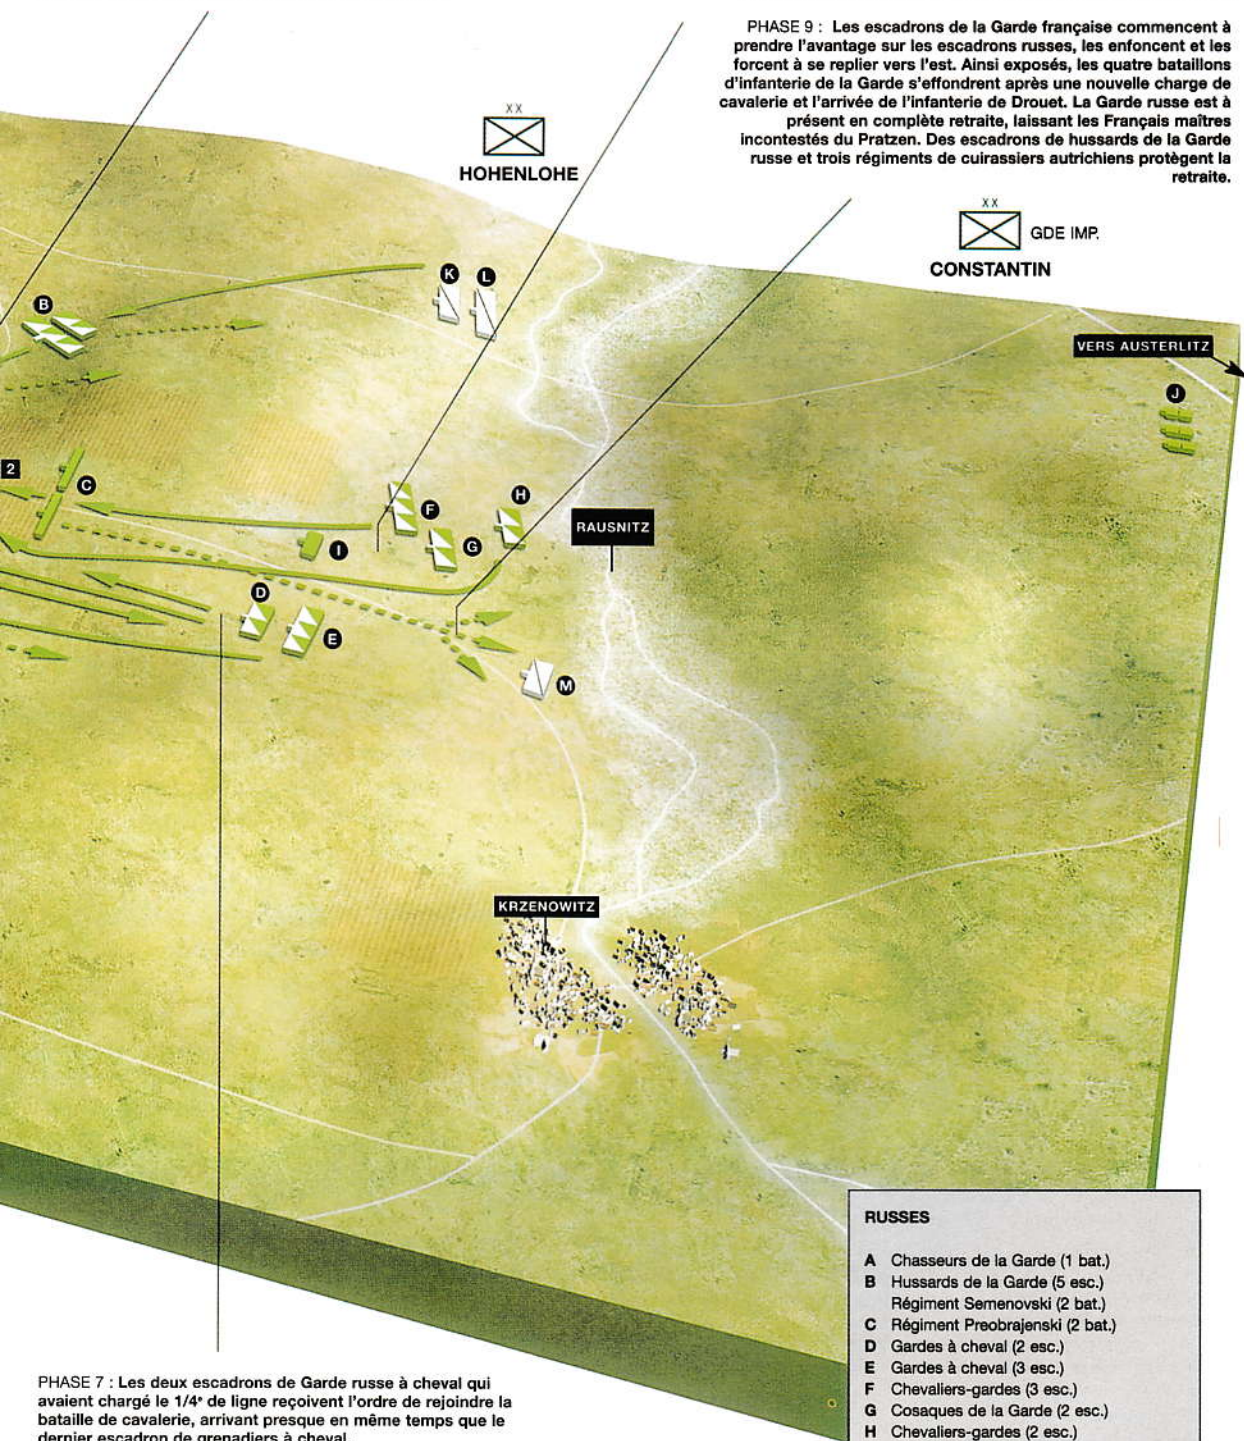 PHASE 9 : Les escadrons de la Garde française commencent à
prendre l'avantage sur les escadrons russes, les enfoncent et les
forcent à se replier vers l'est. Ainsi exposés, les quatre bataillons
d'infanterie de la Garde s'effondrent après une nouvelle charge de
cavalerie et l'arrivée de l'infanterie de Drouet. La Garde russe est à
présent en complète retraite, laissant les Français maîtres
incontestés du Pratzen. Des escadrons de hussards de la Garde
russe et trois régiments de cuirassiers autrichiens protègent la
retraite.
XX
HOHENLOHE
XX
GDE IMP.
CONSTANTIN
K
L
B
VERS AUSTERLITZ
J
2
C
F
H
G
I
RAUSNITZ
D
E
M
KRZENOWITZ
RUSSES
A Chasseurs de la Garde (1 bat.)
B Hussards de la Garde (5 esc.)
Régiment Semenovski (2 bat.)
C Régiment Preobrajenski (2 bat.)
D Gardes à cheval (2 esc.)
E Gardes à cheval (3 esc.)
F Chevaliers-gardes (3 esc.)
G Cosaques de la Garde (2 esc.)
H Chevaliers-gardes (2 esc.)
PHASE 7 : Les deux escadrons de Garde russe à cheval qui
avaient chargé le 1/4e de ligne reçoivent l'ordre de rejoindre la
bataille de cavalerie, arrivant presque en même temps que le
dernier escadron de grenadiers à cheval